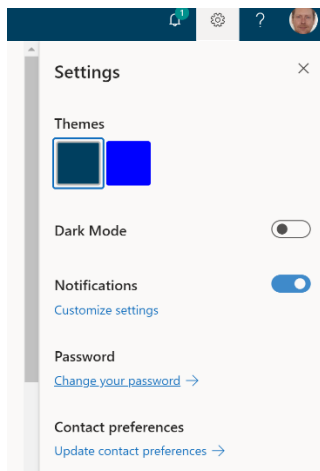 1
?
Settings
Themes
Dark Mode
Notifications
Customize settings
Password
Change your password →
Contact preferences
Update contact preferences →